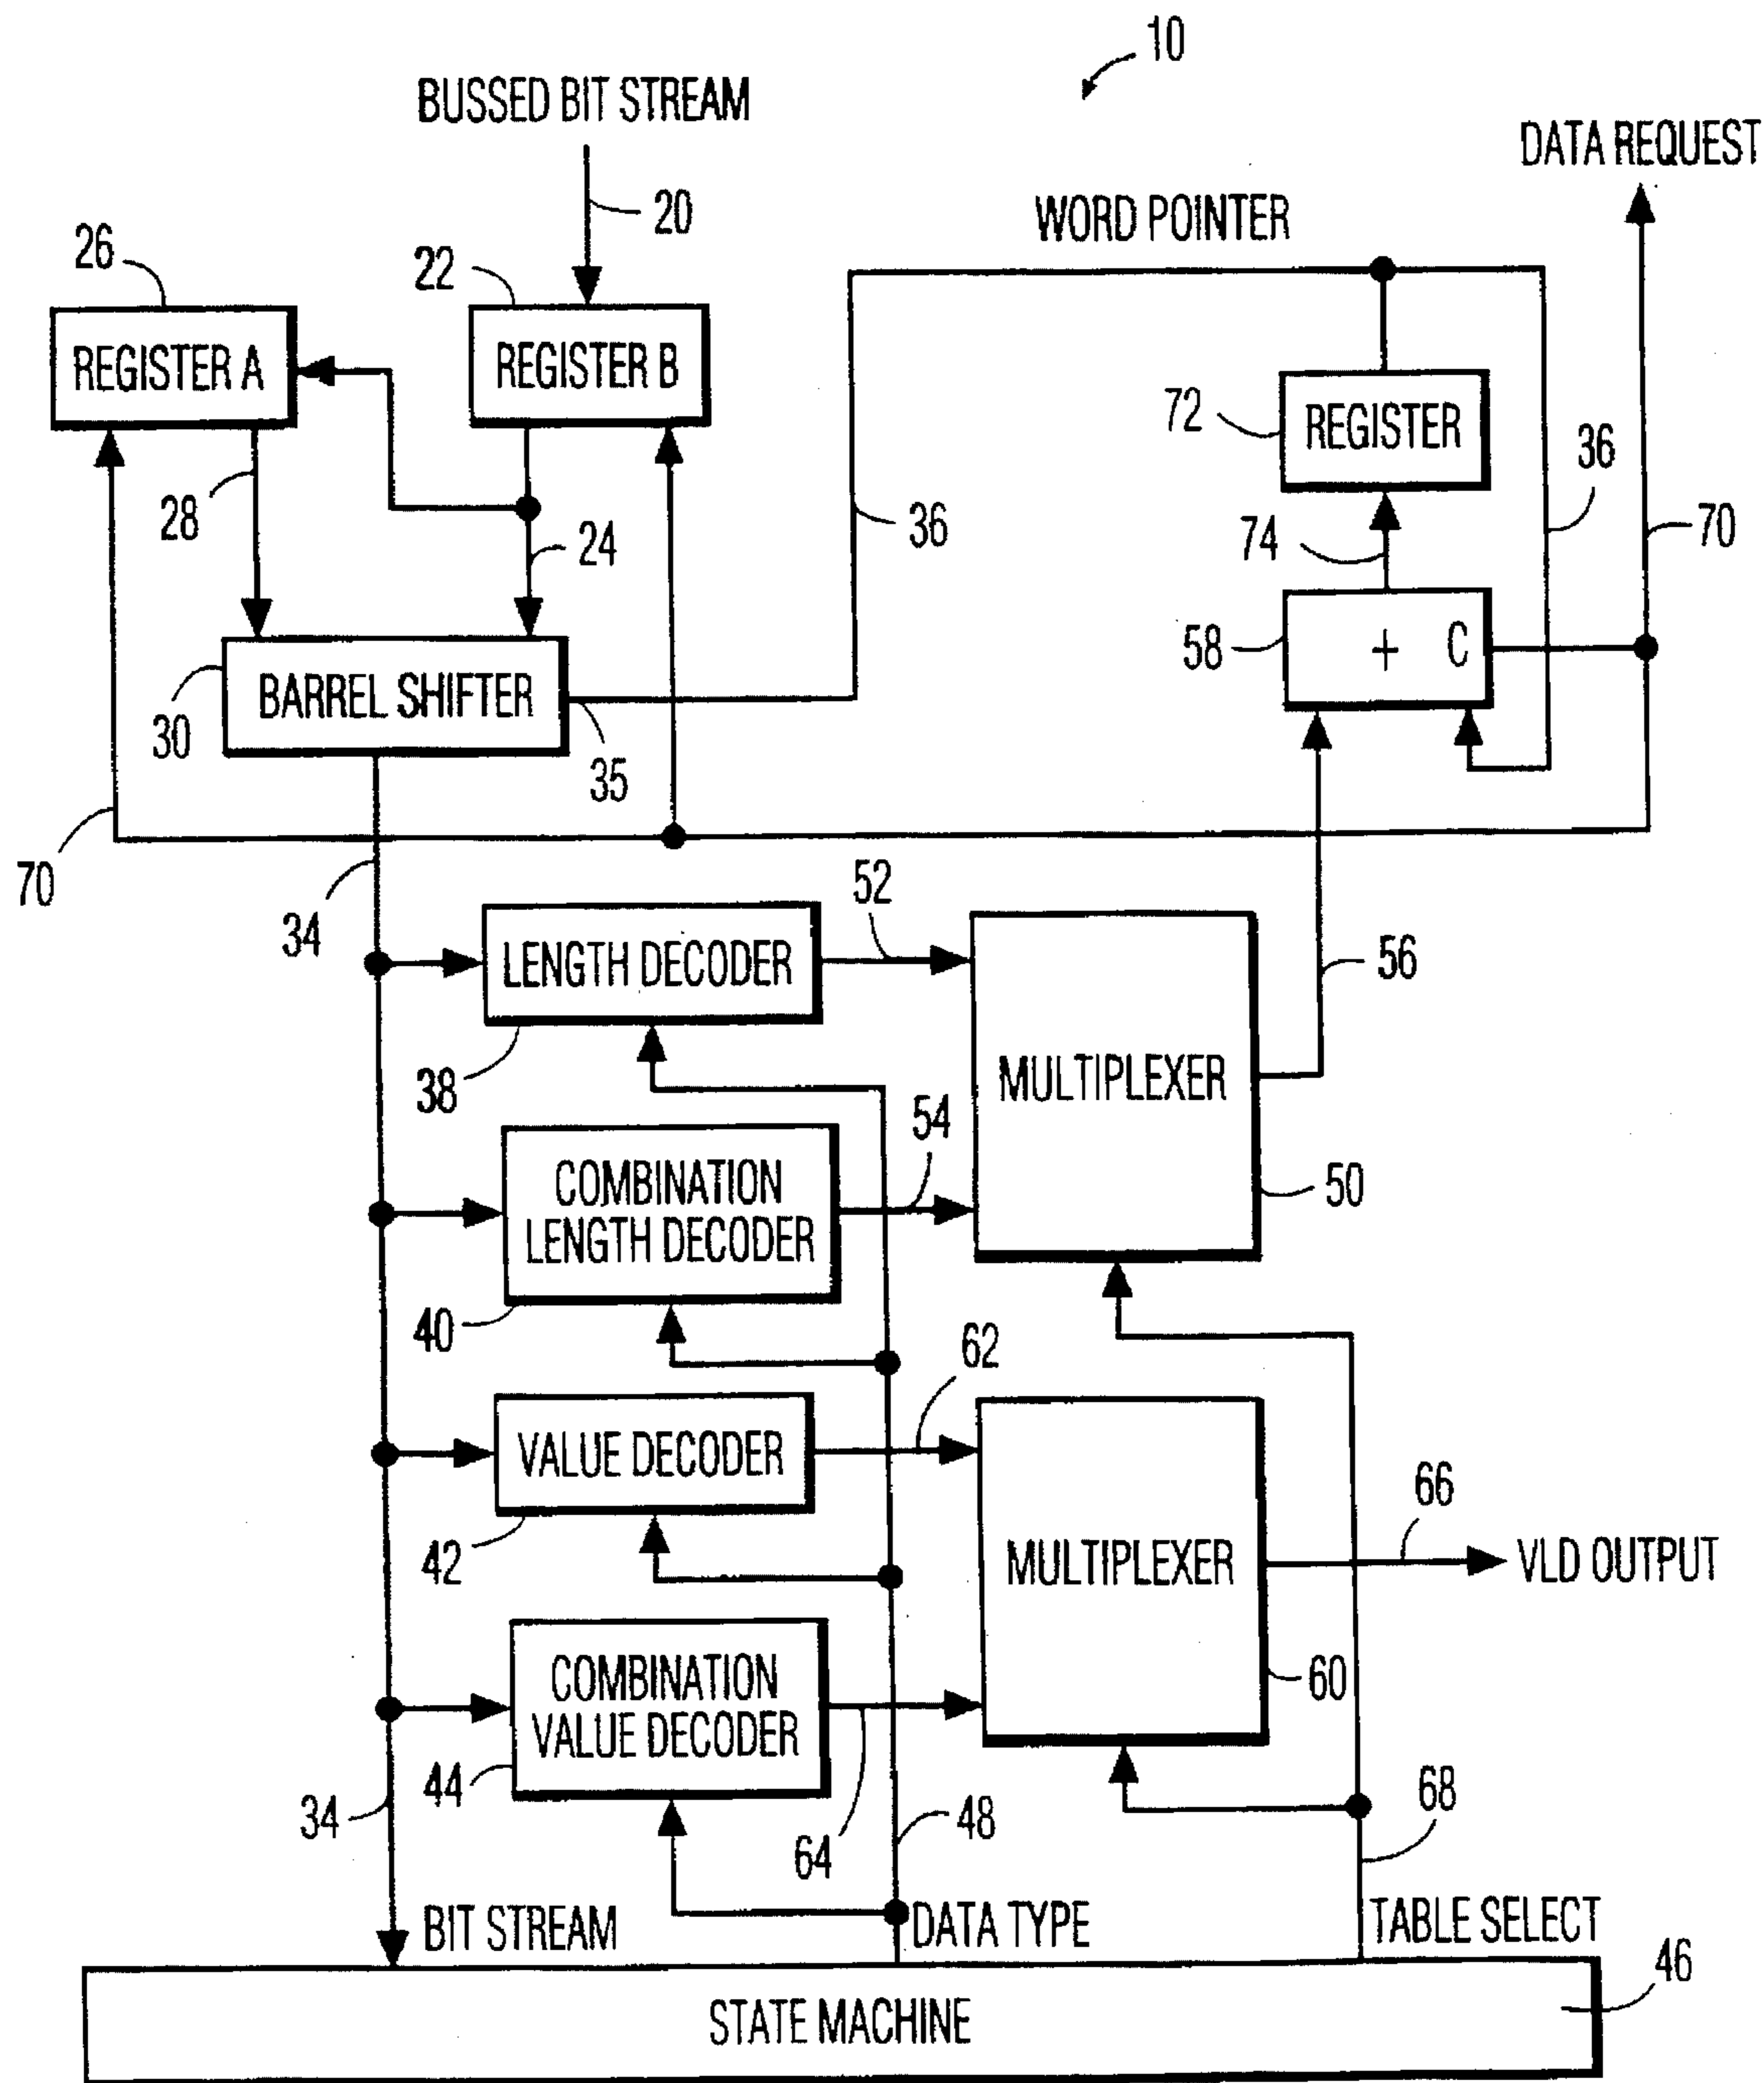 10
BUSSED BIT STREAM
DATA REQUEST
20
WORD POINTER
26
22
REGISTER A
REGISTER B
72
REGISTER
36
70
28
24
36
74
58
+ C
BARREL SHIFTER
30
35
70
34
52
LENGTH DECODER
56
38
MULTIPLEXER
54
COMBINATION
LENGTH DECODER
50
40
62
VALUE DECODER
66
42
MULTIPLEXER
VLD OUTPUT
COMBINATION
VALUE DECODER
60
44
34
64
48
68
BIT STREAM
DATA TYPE
TABLE SELECT
46
STATE MACHINE